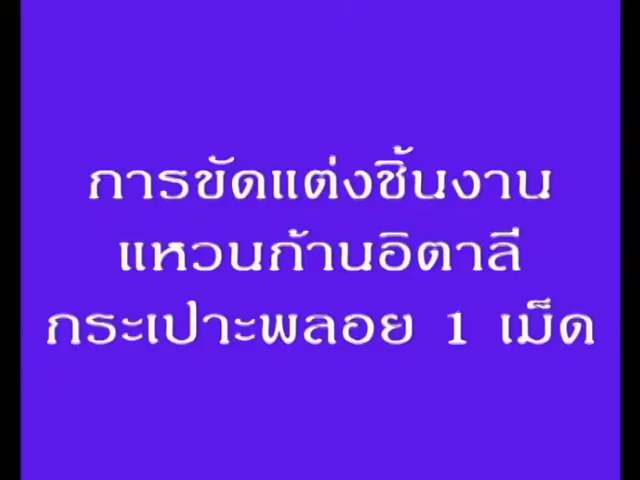 การขัดแต่งชิ้นงาน
แหวนก้านอิตาลี
กระเปาะพลอย 1 เม็ด